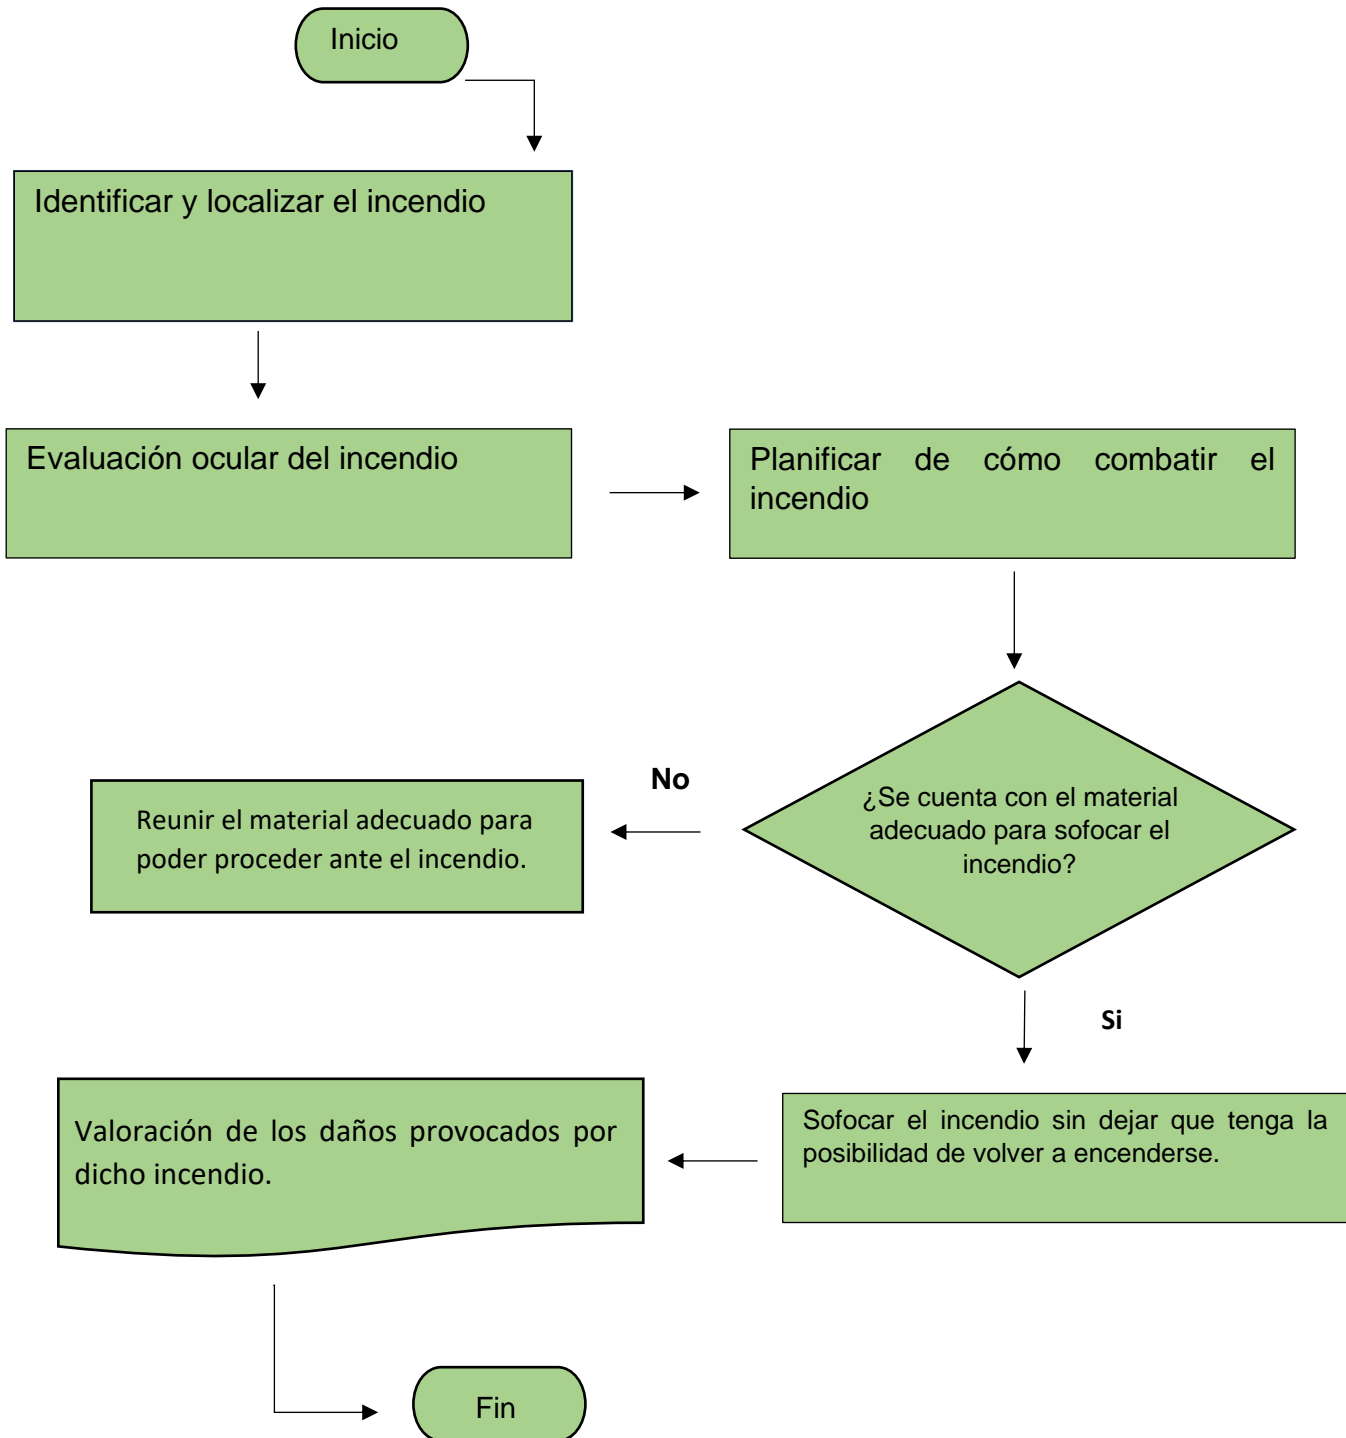 Inicio
Identificar y localizar el incendio
Evaluación ocular del incendio
Planificar de cómo combatir el
incendio
¿Se cuenta con el material
adecuado para sofocar el
incendio?
No
Reunir el material adecuado para
poder proceder ante el incendio.
Si
Sofocar el incendio sin dejar que tenga la
posibilidad de volver a encenderse.
Valoración de los daños provocados por
dicho incendio.
Fin